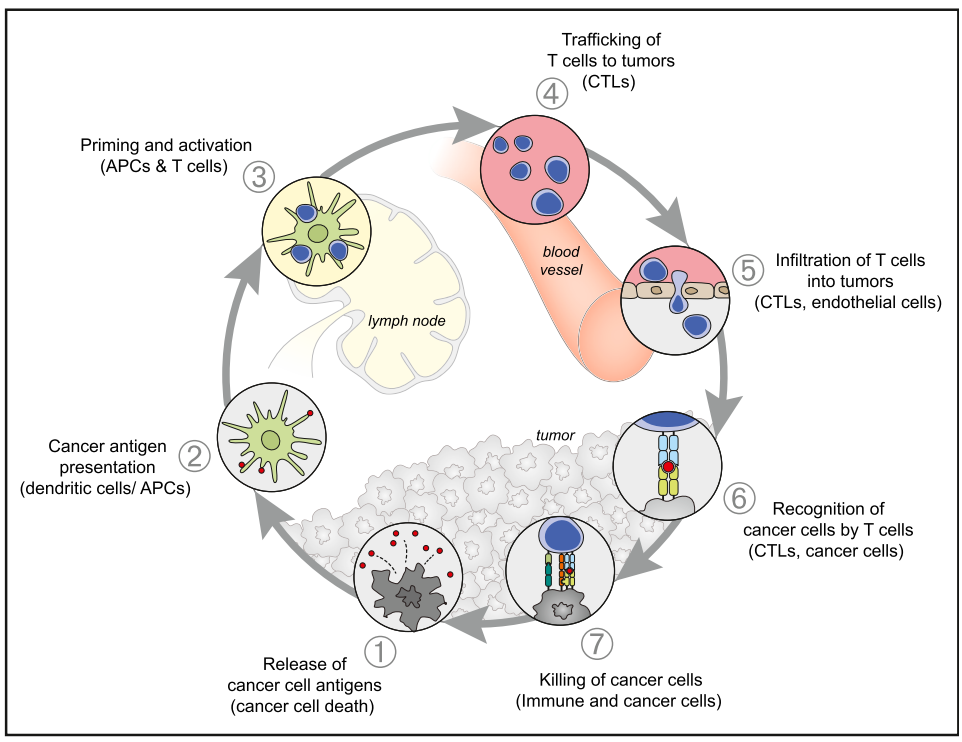 Trafficking of
T cells to tumors
(CTLs)
4
Priming and activation
(APCs & T cells)
3
blood
vessel
5
Infiltration of T cells
into tumors
(CTLs, endothelial cells)
lymph node
Cancer antigen
presentation
(dendritic cells/ APCs)
2
tumor
6
Recognition of
cancer cells by T cells
(CTLs, cancer cells)
1
Release of
cancer cell antigens
(cancer cell death)
7
Killing of cancer cells
(Immune and cancer cells)